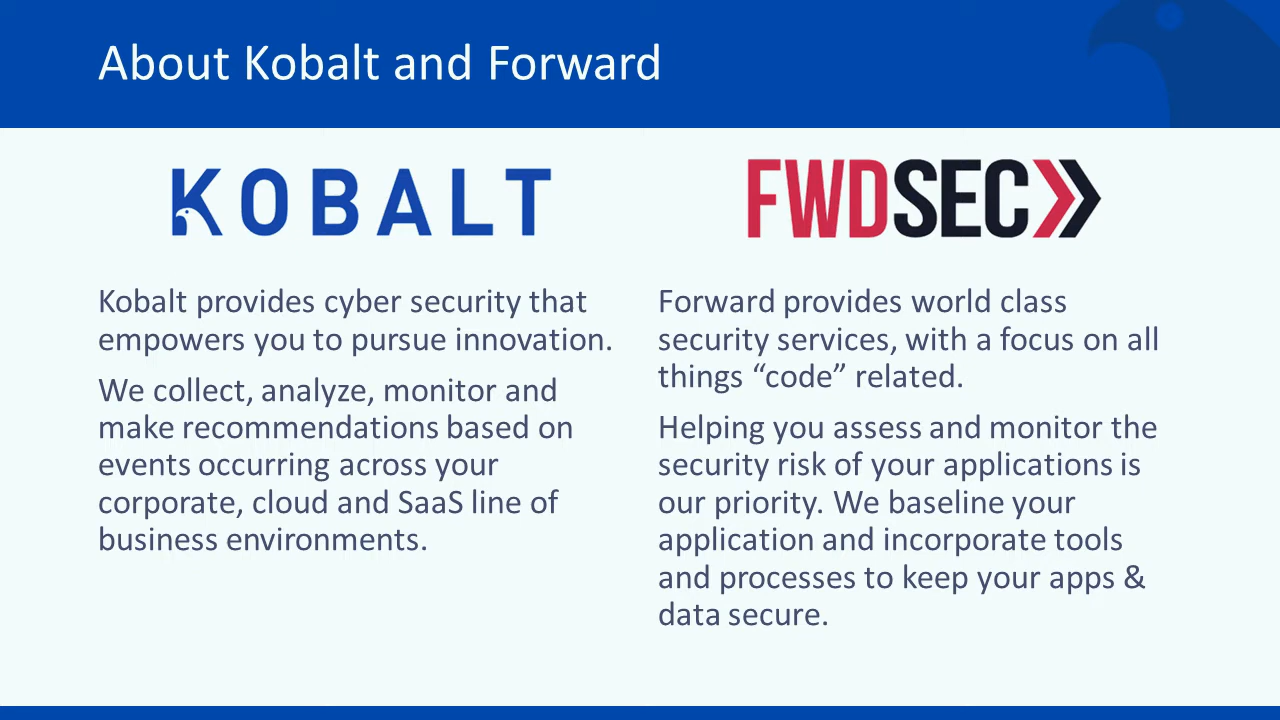 About Kobalt and Forward
KOBALT
Kobalt provides cyber security that
empowers you to pursue innovation.
We collect, analyze, monitor and
make recommendations based on
events occurring across your
corporate, cloud and SaaS line of
business environments.
FWDSEC
Forward provides world class
security services, with a focus on all
things “code” related.
Helping you assess and monitor the
security risk of your applications is
our priority. We baseline your
application and incorporate tools
and processes to keep your apps &
data secure.